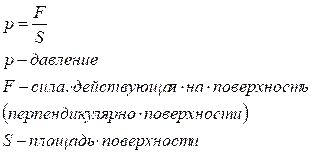 p = F/S
p – давление
F – сила, действующая на поверхность
(перпендикулярно поверхности)
S – площадь поверхности